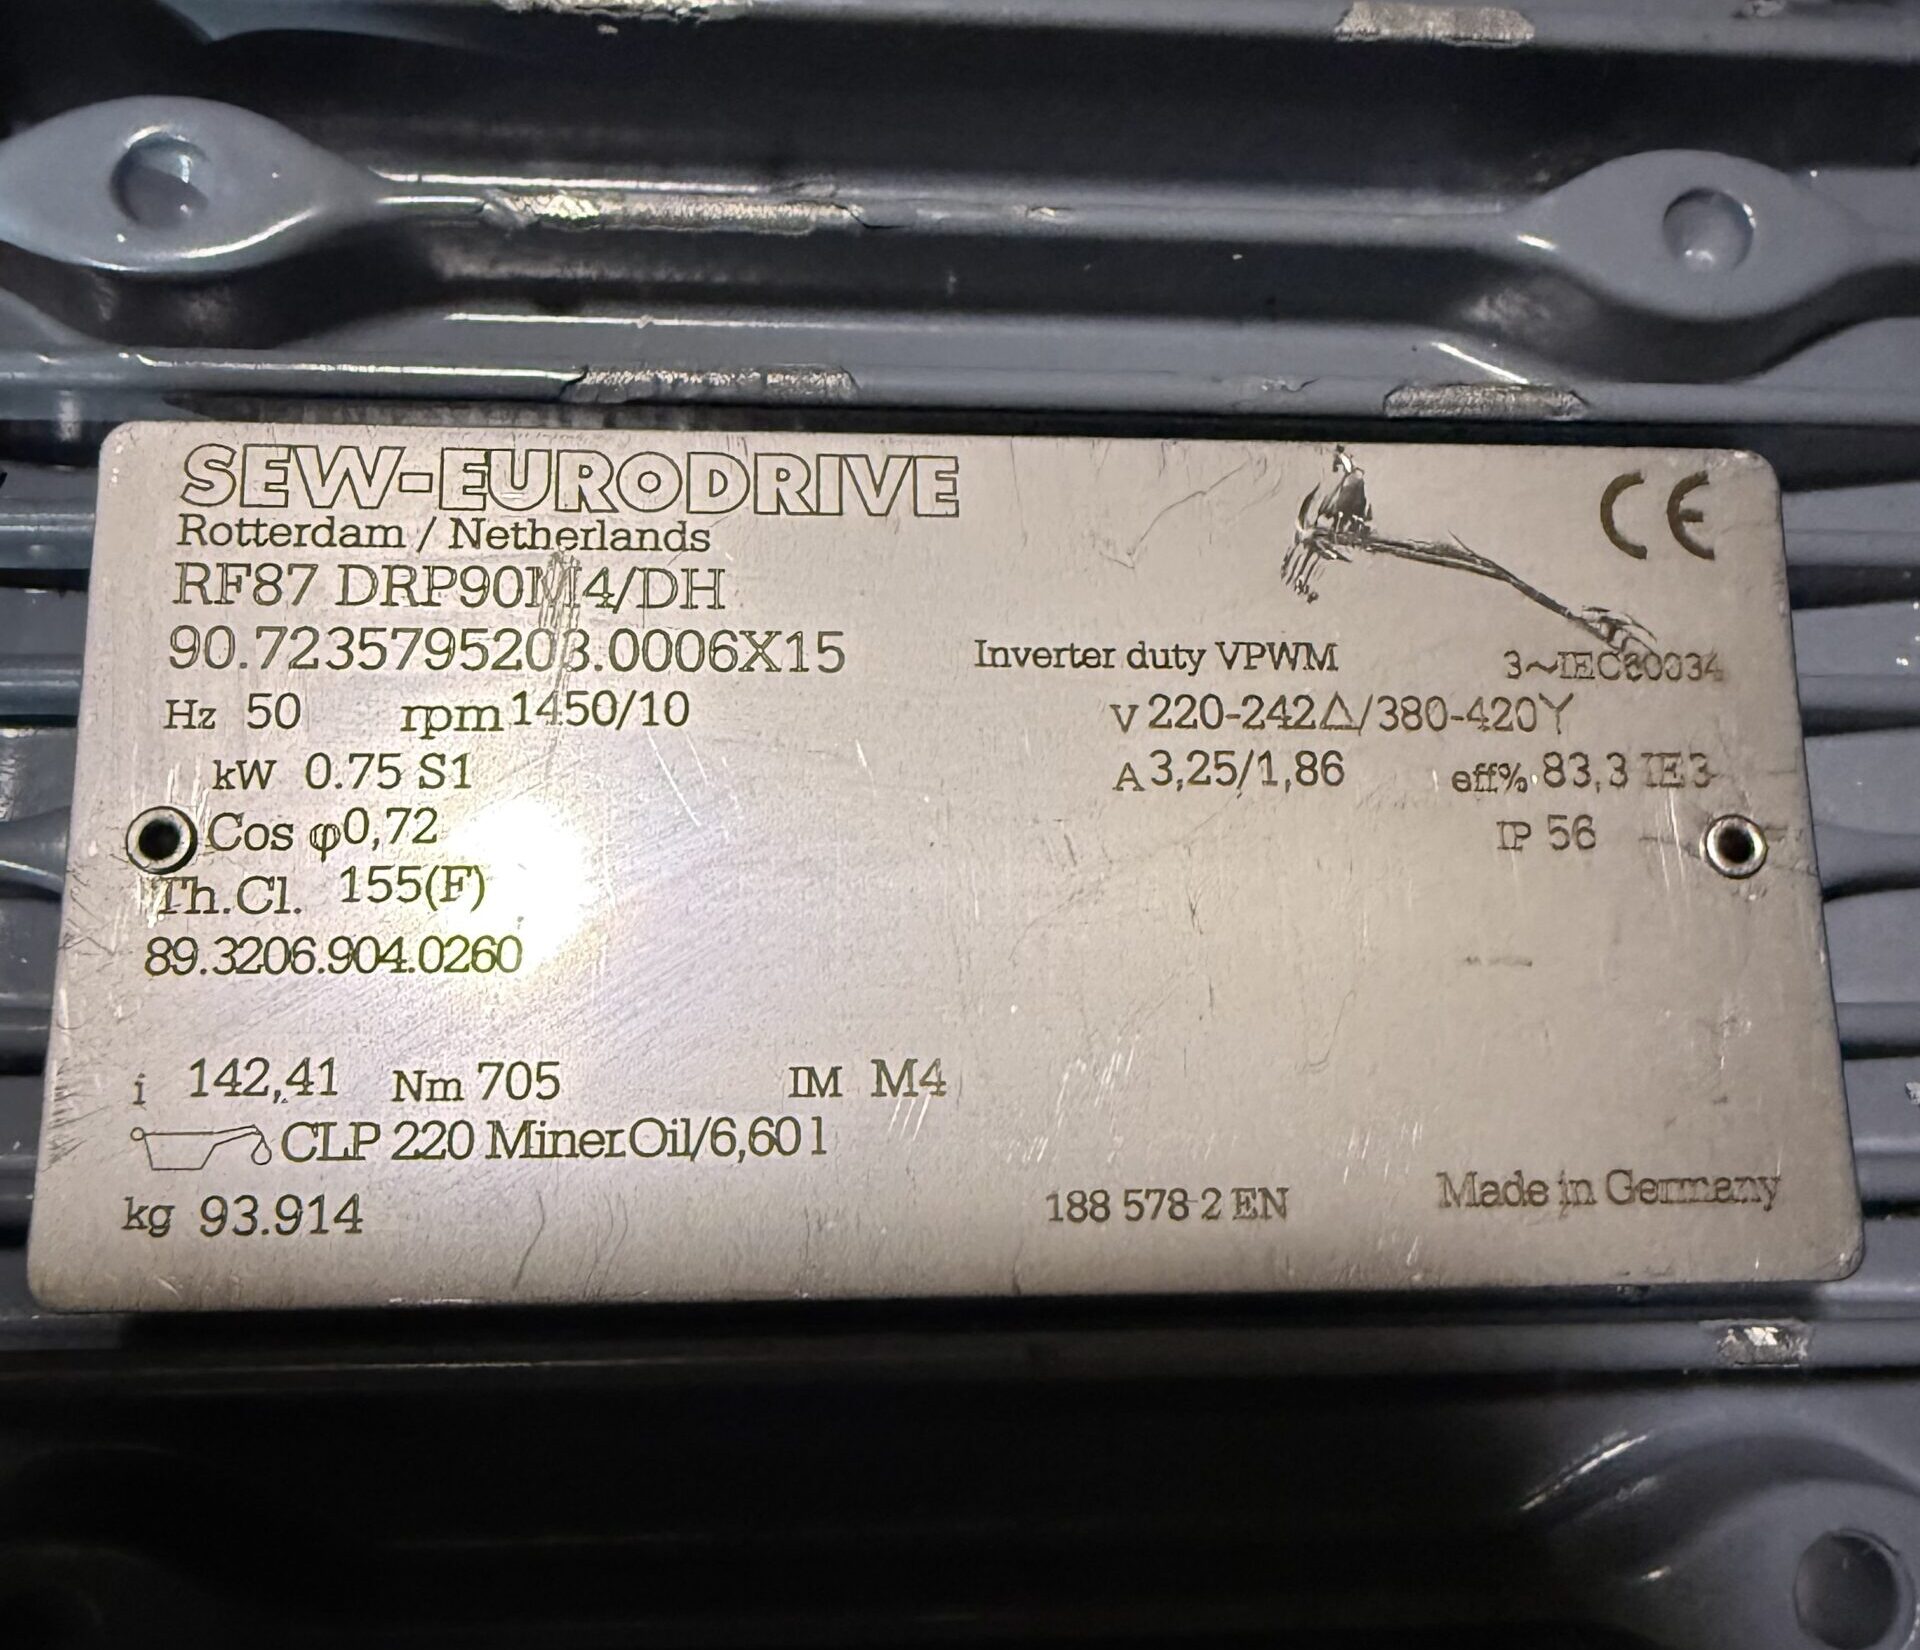 SEW-EURODRIVE
CE
Rotterdam / Netherlands
RF87 DRP90M4/DH
90.7235795203.0006X15 Inverter duty VPWM 3~IEC60034
Hz 50 rpm 1450/10 V 220-242△/380-420Y
kW 0.75 S1 A 3,25/1,86 eff% 83,3 IE3
Cos φ 0,72 IP 56
Th.Cl. 155(F)
89.3206.904.0260
i 142,41 Nm 705 IM M4
CLP 220 Miner.Oil/6,60 l
kg 93.914 188 578 2 EN Made in Germany